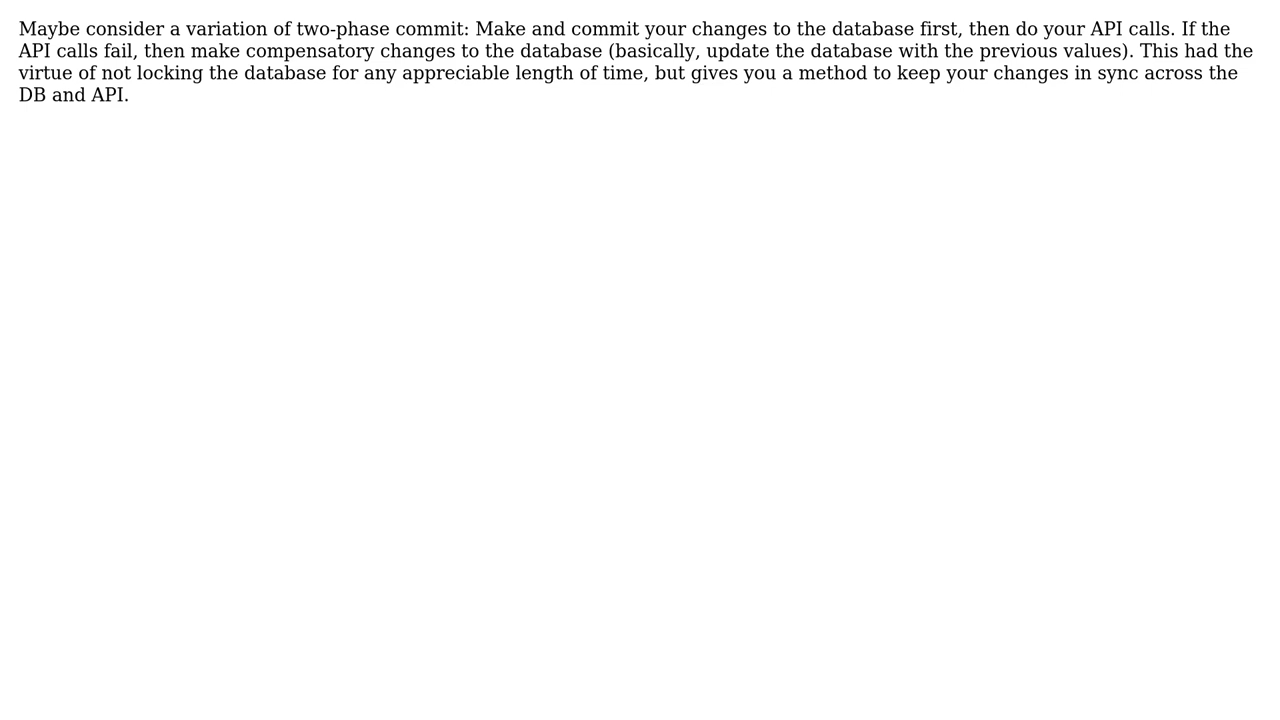 Maybe consider a variation of two-phase commit: Make and commit your changes to the database first, then do your API calls. If the
API calls fail, then make compensatory changes to the database (basically, update the database with the previous values). This had the
virtue of not locking the database for any appreciable length of time, but gives you a method to keep your changes in sync across the
DB and API.